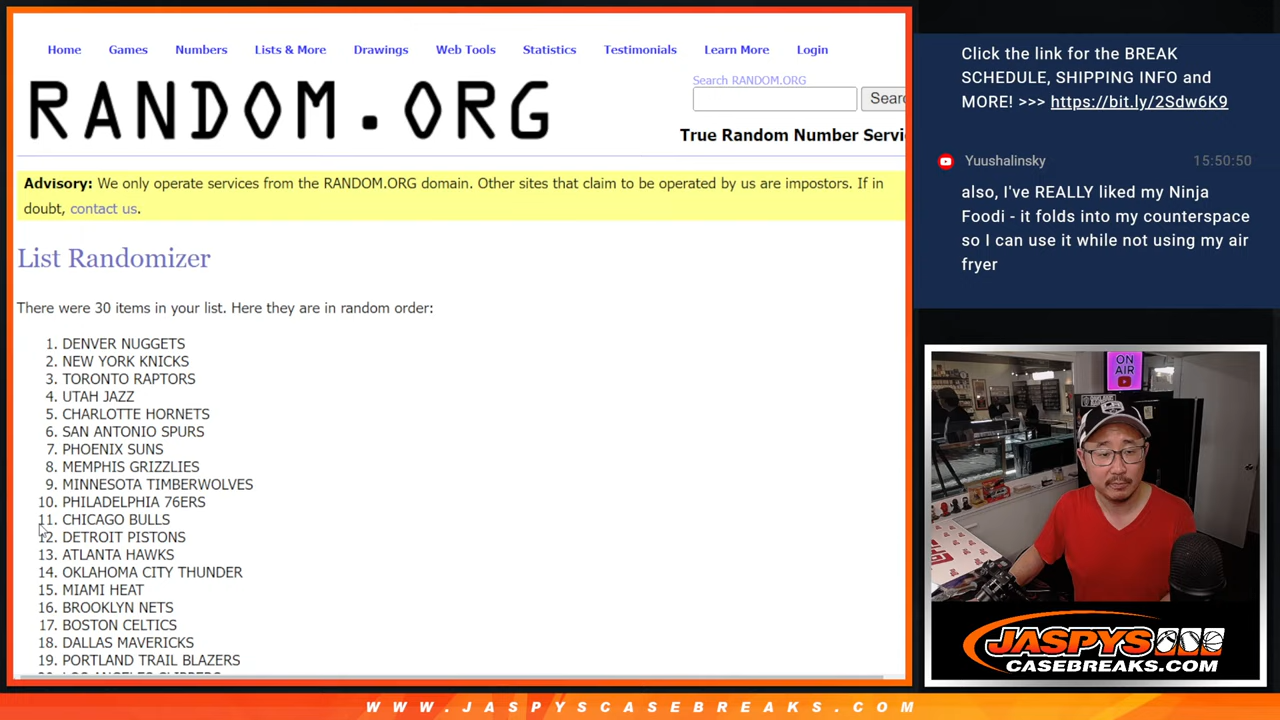 Home Games Numbers Lists & More Drawings Web Tools Statistics Testimonials Learn More Login
RANDOM.ORG
Search RANDOM.ORG
Searc
True Random Number Servi
Advisory: We only operate services from the RANDOM.ORG domain. Other sites that claim to be operated by us are impostors. If in
doubt, contact us.
List Randomizer
There were 30 items in your list. Here they are in random order:
1. DENVER NUGGETS
2. NEW YORK KNICKS
3. TORONTO RAPTORS
4. UTAH JAZZ
5. CHARLOTTE HORNETS
6. SAN ANTONIO SPURS
7. PHOENIX SUNS
8. MEMPHIS GRIZZLIES
9. MINNESOTA TIMBERWOLVES
10. PHILADELPHIA 76ERS
11. CHICAGO BULLS
12. DETROIT PISTONS
13. ATLANTA HAWKS
14. OKLAHOMA CITY THUNDER
15. MIAMI HEAT
16. BROOKLYN NETS
17. BOSTON CELTICS
18. DALLAS MAVERICKS
19. PORTLAND TRAIL BLAZERS
Click the link for the BREAK
SCHEDULE, SHIPPING INFO and
MORE! >>> https://bit.ly/2Sdw6K9
Yuushalinsky 15:50:50
also, I've REALLY liked my Ninja
Foodi - it folds into my counterspace
so I can use it while not using my air
fryer
ON
AIR
JASPYS
CASEBREAKS.COM
WWW.JASPYSCASEBREAKS.COM